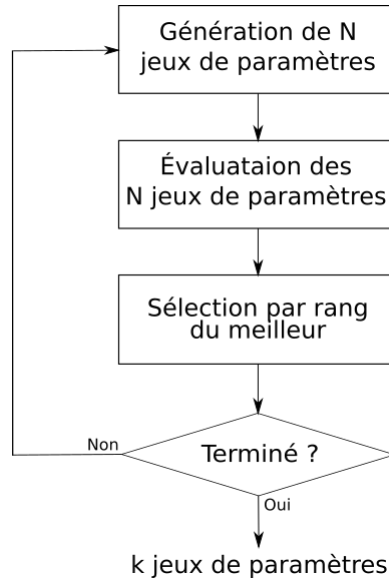 Génération de N
jeux de paramètres
Évaluataion des
N jeux de paramètres
Sélection par rang
du meilleur
Terminé ?
Non
Oui
k jeux de paramètres